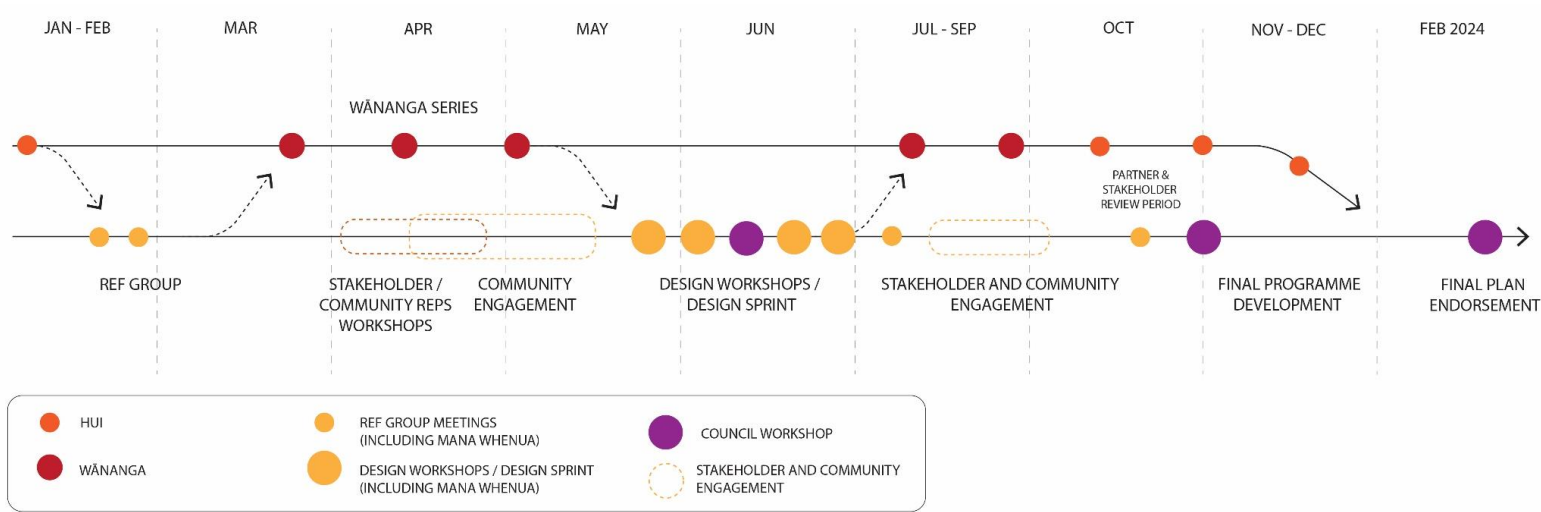 JAN - FEB
MAR
APR
MAY
JUN
JUL - SEP
OCT
NOV - DEC
FEB 2024
WĀNANGA SERIES
PARTNER &
STAKEHOLDER
REVIEW PERIOD
REF GROUP
STAKEHOLDER /
COMMUNITY REPS
WORKSHOPS
COMMUNITY
ENGAGEMENT
DESIGN WORKSHOPS /
DESIGN SPRINT
STAKEHOLDER AND COMMUNITY
ENGAGEMENT
FINAL PROGRAMME
DEVELOPMENT
FINAL PLAN
ENDORSEMENT
HUI
WĀNANGA
REF GROUP MEETINGS
(INCLUDING MANA WHENUA)
DESIGN WORKSHOPS / DESIGN SPRINT
(INCLUDING MANA WHENUA)
COUNCIL WORKSHOP
STAKEHOLDER AND COMMUNITY
ENGAGEMENT